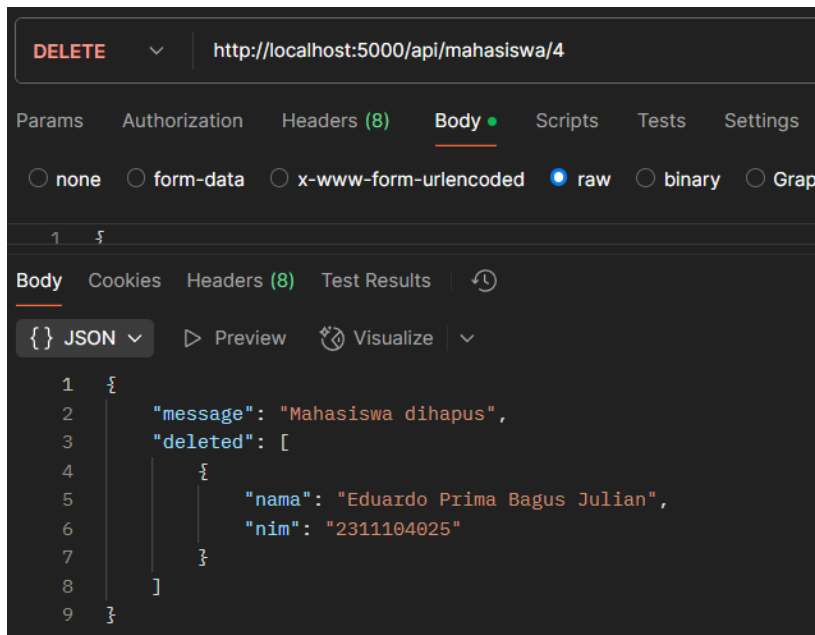 DELETE http://localhost:5000/api/mahasiswa/4
Params Authorization Headers (8) Body Scripts Tests Settings
none form-data x-www-form-urlencoded raw binary Grap
1 {
Body Cookies Headers (8) Test Results
{} JSON Preview Visualize
1 {
2 "message": "Mahasiswa dihapus",
3 "deleted": [
4 {
5 "nama": "Eduardo Prima Bagus Julian",
6 "nim": "2311104025"
7 }
8 ]
9 }